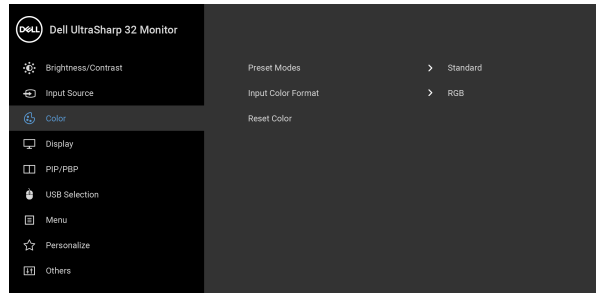 DELL Dell UltraSharp 32 Monitor
Brightness/Contrast
Input Source
Color
Display
PIP/PBP
USB Selection
Menu
Personalize
Others
Preset Modes > Standard
Input Color Format > RGB
Reset Color